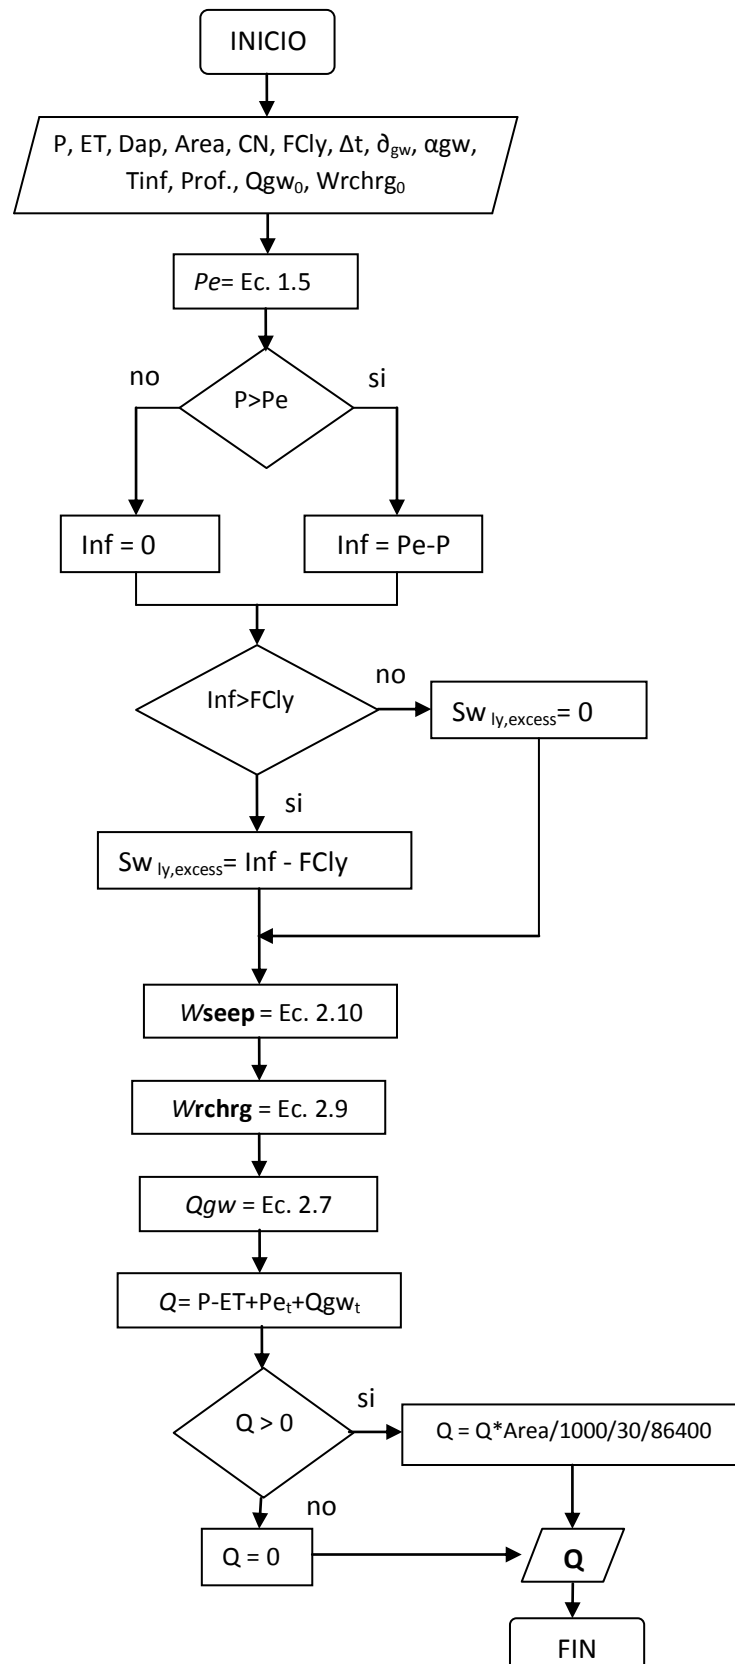 INICIO
P, ET, Dap, Area, CN, FCly, Δt, ∂gw, αgw,
Tinf, Prof., Qgw₀, Wrchrg₀
Pe= Ec. 1.5
no
si
P>Pe
Inf = 0
Inf = Pe-P
Inf>FCly
no
Sw ly,excess= 0
si
Sw ly,excess= Inf - FCly
Wseep = Ec. 2.10
Wrchrg = Ec. 2.9
Qgw = Ec. 2.7
Q= P-ET+Peₜ+Qgwₜ
si
Q > 0
Q = Q*Area/1000/30/86400
no
Q = 0
Q
FIN